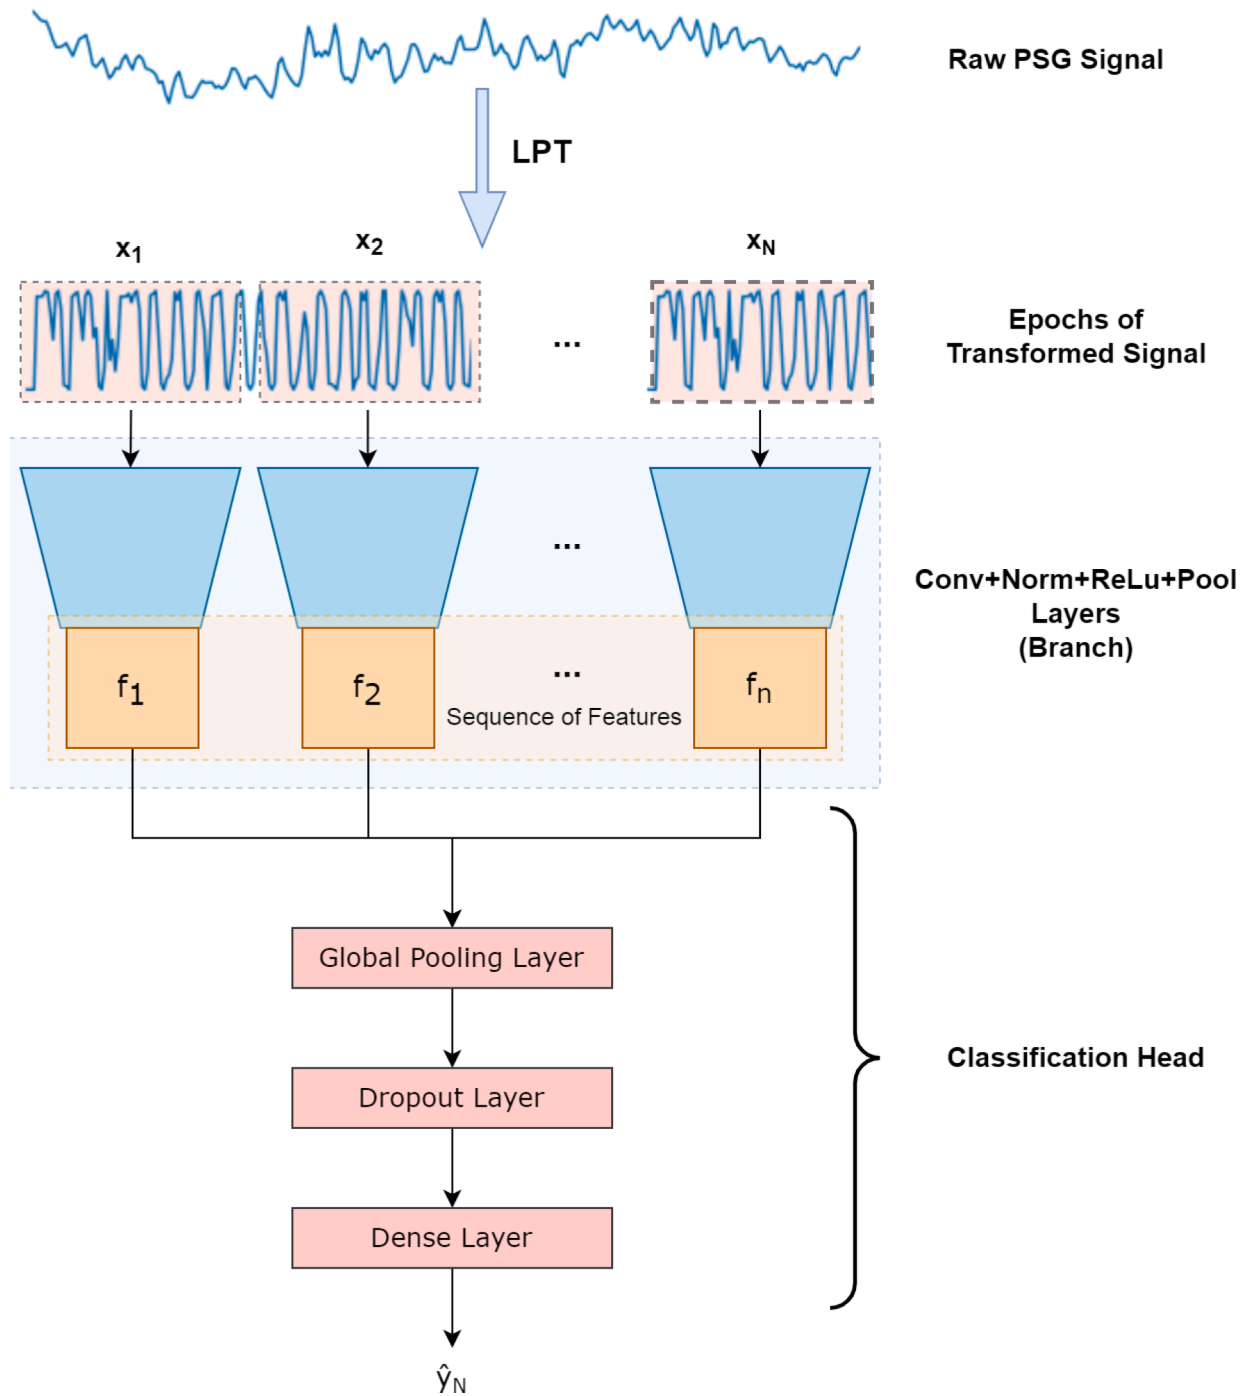 Raw PSG Signal
LPT
x1
x2
xN
...
Epochs of
Transformed Signal
...
Conv+Norm+ReLu+Pool
Layers
(Branch)
f1
f2
...
fn
Sequence of Features
Global Pooling Layer
Dropout Layer
Classification Head
Dense Layer
ŷN